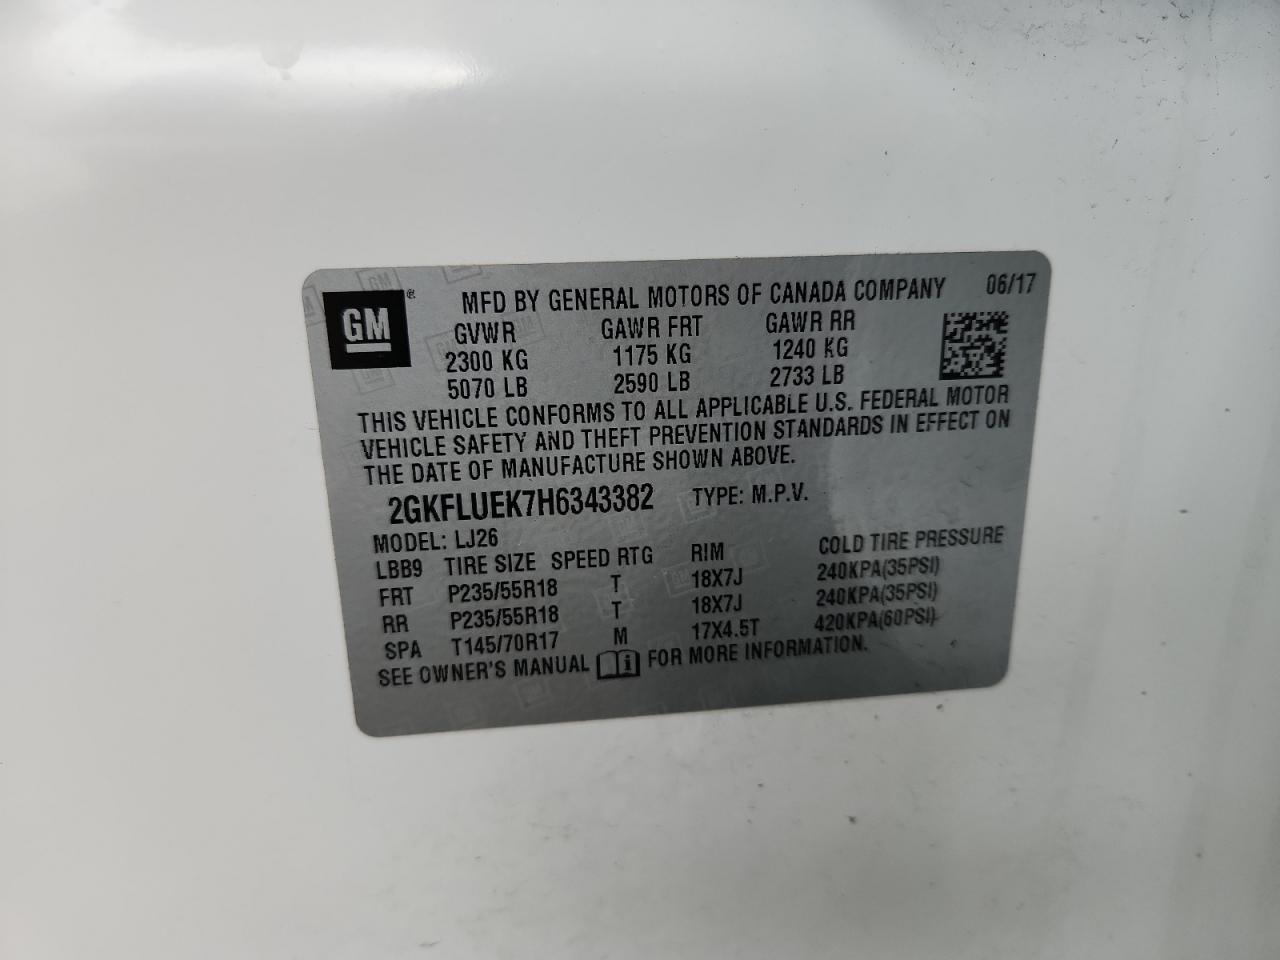 GM ® MFD BY GENERAL MOTORS OF CANADA COMPANY 06/17
GVWR GAWR FRT GAWR RR
2300 KG 1175 KG 1240 KG
5070 LB 2590 LB 2733 LB
THIS VEHICLE CONFORMS TO ALL APPLICABLE U.S. FEDERAL MOTOR
VEHICLE SAFETY AND THEFT PREVENTION STANDARDS IN EFFECT ON
THE DATE OF MANUFACTURE SHOWN ABOVE.
2GKFLUEK7H6343382 TYPE: M.P.V.
MODEL: LJ26
LBB9 TIRE SIZE SPEED RTG RIM COLD TIRE PRESSURE
FRT P235/55R18 T 18X7J 240KPA(35PSI)
RR P235/55R18 T 18X7J 240KPA(35PSI)
SPA T145/70R17 M 17X4.5T 420KPA(60PSI)
SEE OWNER'S MANUAL FOR MORE INFORMATION.